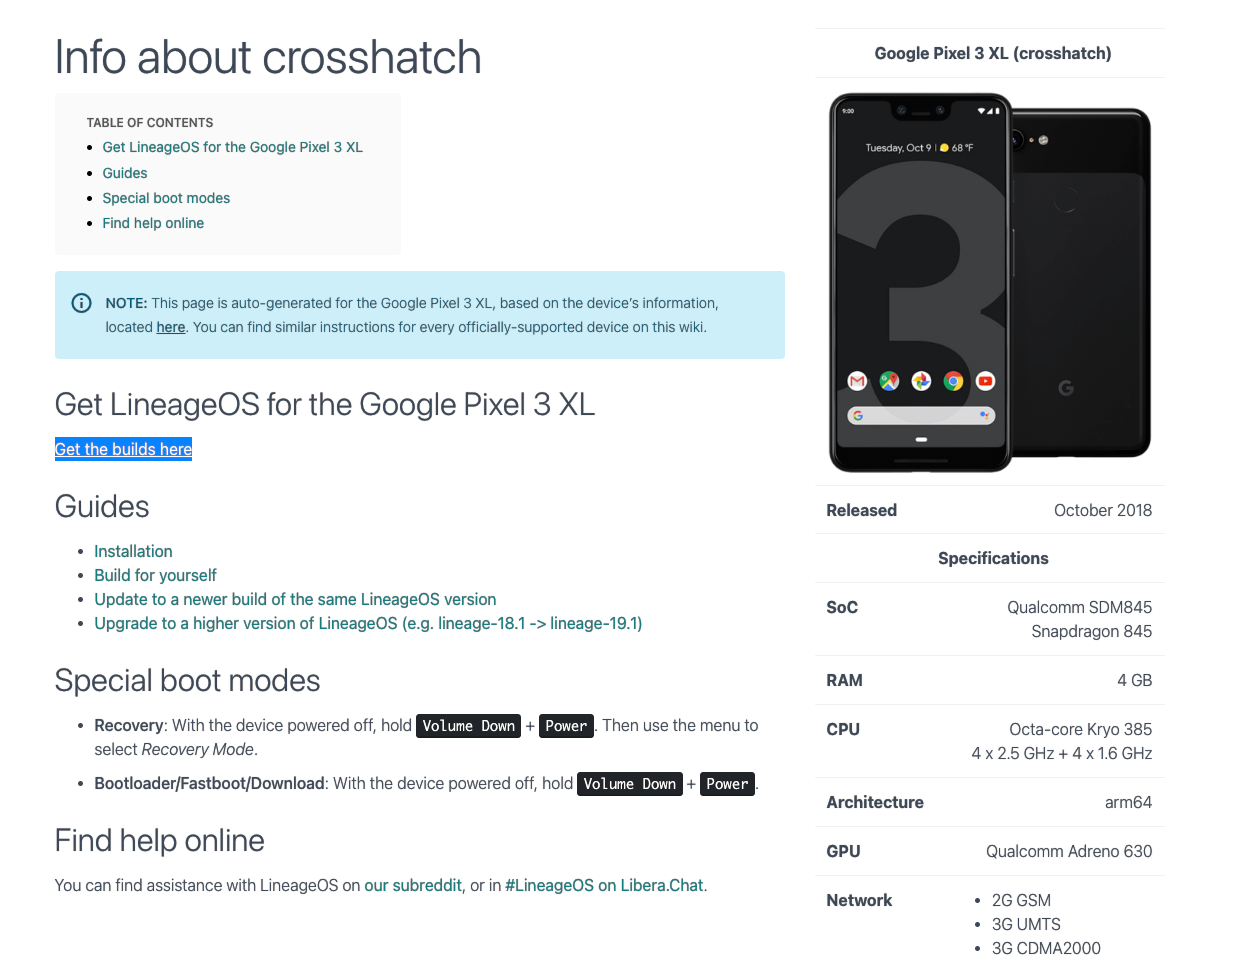 Info about crosshatch
TABLE OF CONTENTS
Get LineageOS for the Google Pixel 3 XL
Guides
Special boot modes
Find help online
NOTE: This page is auto-generated for the Google Pixel 3 XL, based on the device’s information,
located here. You can find similar instructions for every officially-supported device on this wiki.
Get LineageOS for the Google Pixel 3 XL
Get the builds here
Guides
Installation
Build for yourself
Update to a newer build of the same LineageOS version
Upgrade to a higher version of LineageOS (e.g. lineage-18.1 -> lineage-19.1)
Special boot modes
Recovery: With the device powered off, hold Volume Down + Power. Then use the menu to
select Recovery Mode.
Bootloader/Fastboot/Download: With the device powered off, hold Volume Down + Power.
Find help online
You can find assistance with LineageOS on our subreddit, or in #LineageOS on Libera.Chat.
Google Pixel 3 XL (crosshatch)
9:00
Tuesday, Oct 9 | 68 °F
3
G
G
Released October 2018
Specifications
SoC Qualcomm SDM845
Snapdragon 845
RAM 4 GB
CPU Octa-core Kryo 385
4 x 2.5 GHz + 4 x 1.6 GHz
Architecture arm64
GPU Qualcomm Adreno 630
Network 2G GSM
3G UMTS
3G CDMA2000